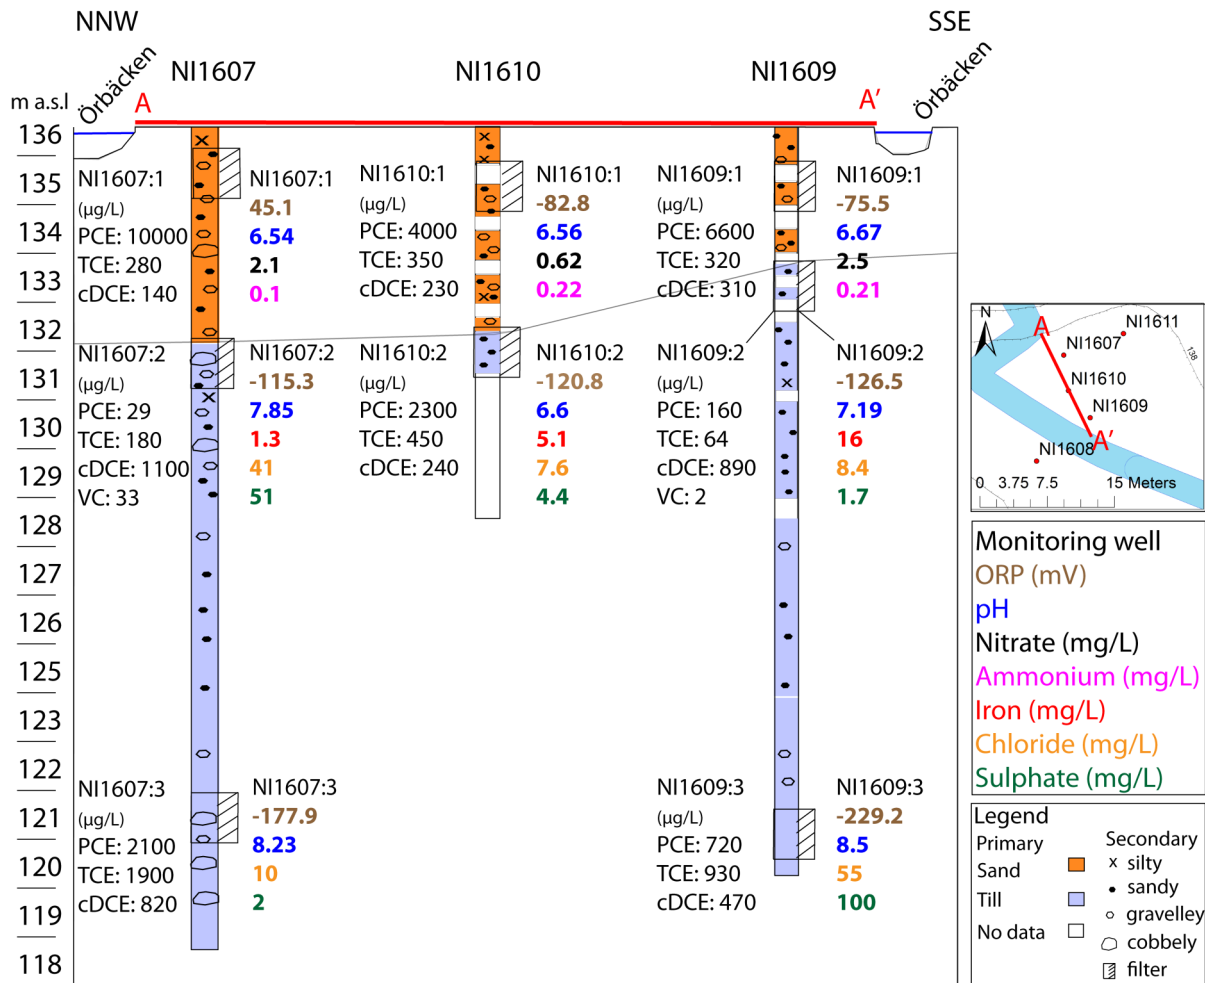 NNW
SSE
Örbäcken
NI1607
NI1610
NI1609
Örbäcken
m a.s.l
A
A'
136
135
134
133
132
131
130
129
128
127
126
125
123
122
121
120
119
118
NI1607:1
(µg/L)
PCE: 10000
TCE: 280
cDCE: 140
NI1607:1
45.1
6.54
2.1
0.1
NI1610:1
(µg/L)
PCE: 4000
TCE: 350
cDCE: 230
NI1610:1
-82.8
6.56
0.62
0.22
NI1609:1
(µg/L)
PCE: 6600
TCE: 320
cDCE: 310
NI1609:1
-75.5
6.67
2.5
0.21
NI1607:2
(µg/L)
PCE: 29
TCE: 180
cDCE: 1100
VC: 33
NI1607:2
-115.3
7.85
1.3
41
51
NI1610:2
(µg/L)
PCE: 2300
TCE: 450
cDCE: 240
NI1610:2
-120.8
6.6
5.1
7.6
4.4
NI1609:2
(µg/L)
PCE: 160
TCE: 64
cDCE: 890
VC: 2
NI1609:2
-126.5
7.19
16
8.4
1.7
NI1607:3
(µg/L)
PCE: 2100
TCE: 1900
cDCE: 820
NI1607:3
-177.9
8.23
10
2
NI1609:3
(µg/L)
PCE: 720
TCE: 930
cDCE: 470
NI1609:3
-229.2
8.5
55
100
N
A
NI1611
NI1607
138
NI1610
NI1609
A'
NI1608
0 3.75 7.5 15 Meters
Monitoring well
ORP (mV)
pH
Nitrate (mg/L)
Ammonium (mg/L)
Iron (mg/L)
Chloride (mg/L)
Sulphate (mg/L)
Legend
Primary
Sand
Till
No data
Secondary
x silty
sandy
gravelley
cobbely
filter